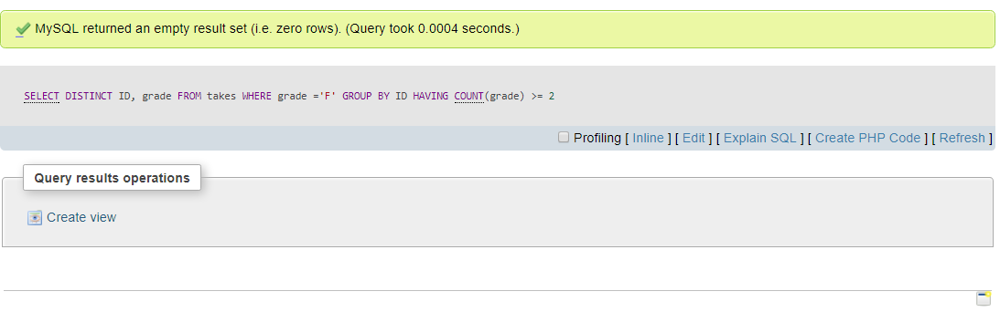 MySQL returned an empty result set (i.e. zero rows). (Query took 0.0004 seconds.)
SELECT DISTINCT ID, grade FROM takes WHERE grade ='F' GROUP BY ID HAVING COUNT(grade) >= 2
Profiling [ Inline ] [ Edit ] [ Explain SQL ] [ Create PHP Code ] [ Refresh ]
Query results operations
Create view